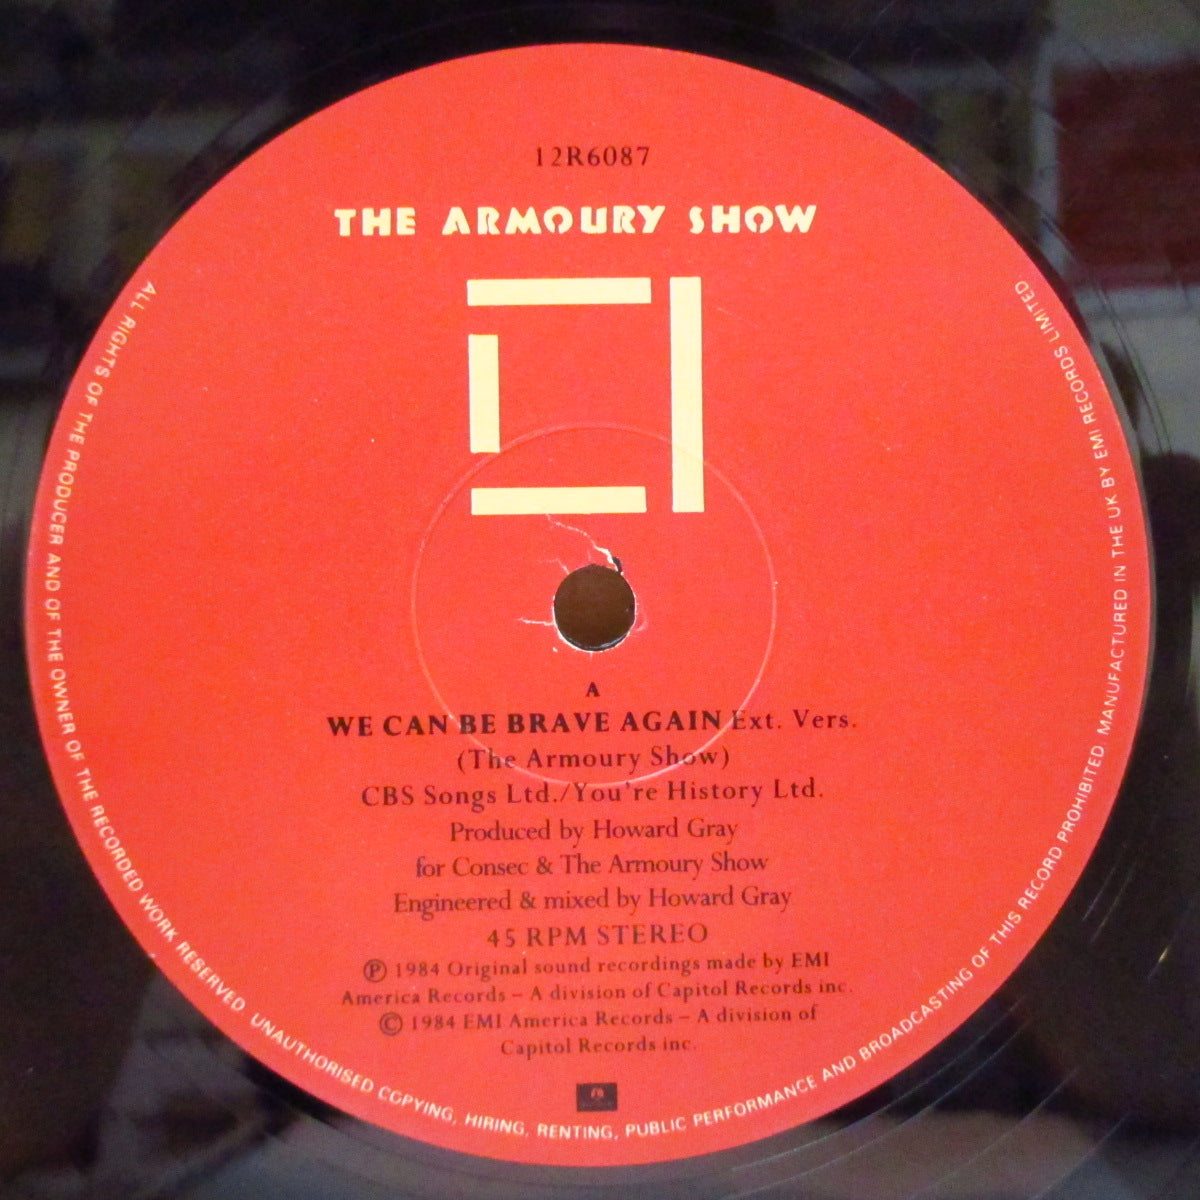 12R6087
THE ARMOURY SHOW
A
WE CAN BE BRAVE AGAIN Ext. Vers.
(The Armoury Show)
CBS Songs Ltd./You're History Ltd.
Produced by Howard Gray
for Consec & The Armoury Show
Engineered & mixed by Howard Gray
45 RPM STEREO
℗ 1984 Original sound recordings made by EMI
America Records – A division of Capitol Records inc.
© 1984 EMI America Records – A division of
Capitol Records inc.
ALL RIGHTS OF THE PRODUCER AND OF THE OWNER OF THE RECORDED WORK RESERVED UNAUTHORISED COPYING, HIRING, RENTING, PUBLIC PERFORMANCE AND BROADCASTING OF THIS RECORD PROHIBITED. MANUFACTURED IN THE UK BY EMI RECORDS LIMITED